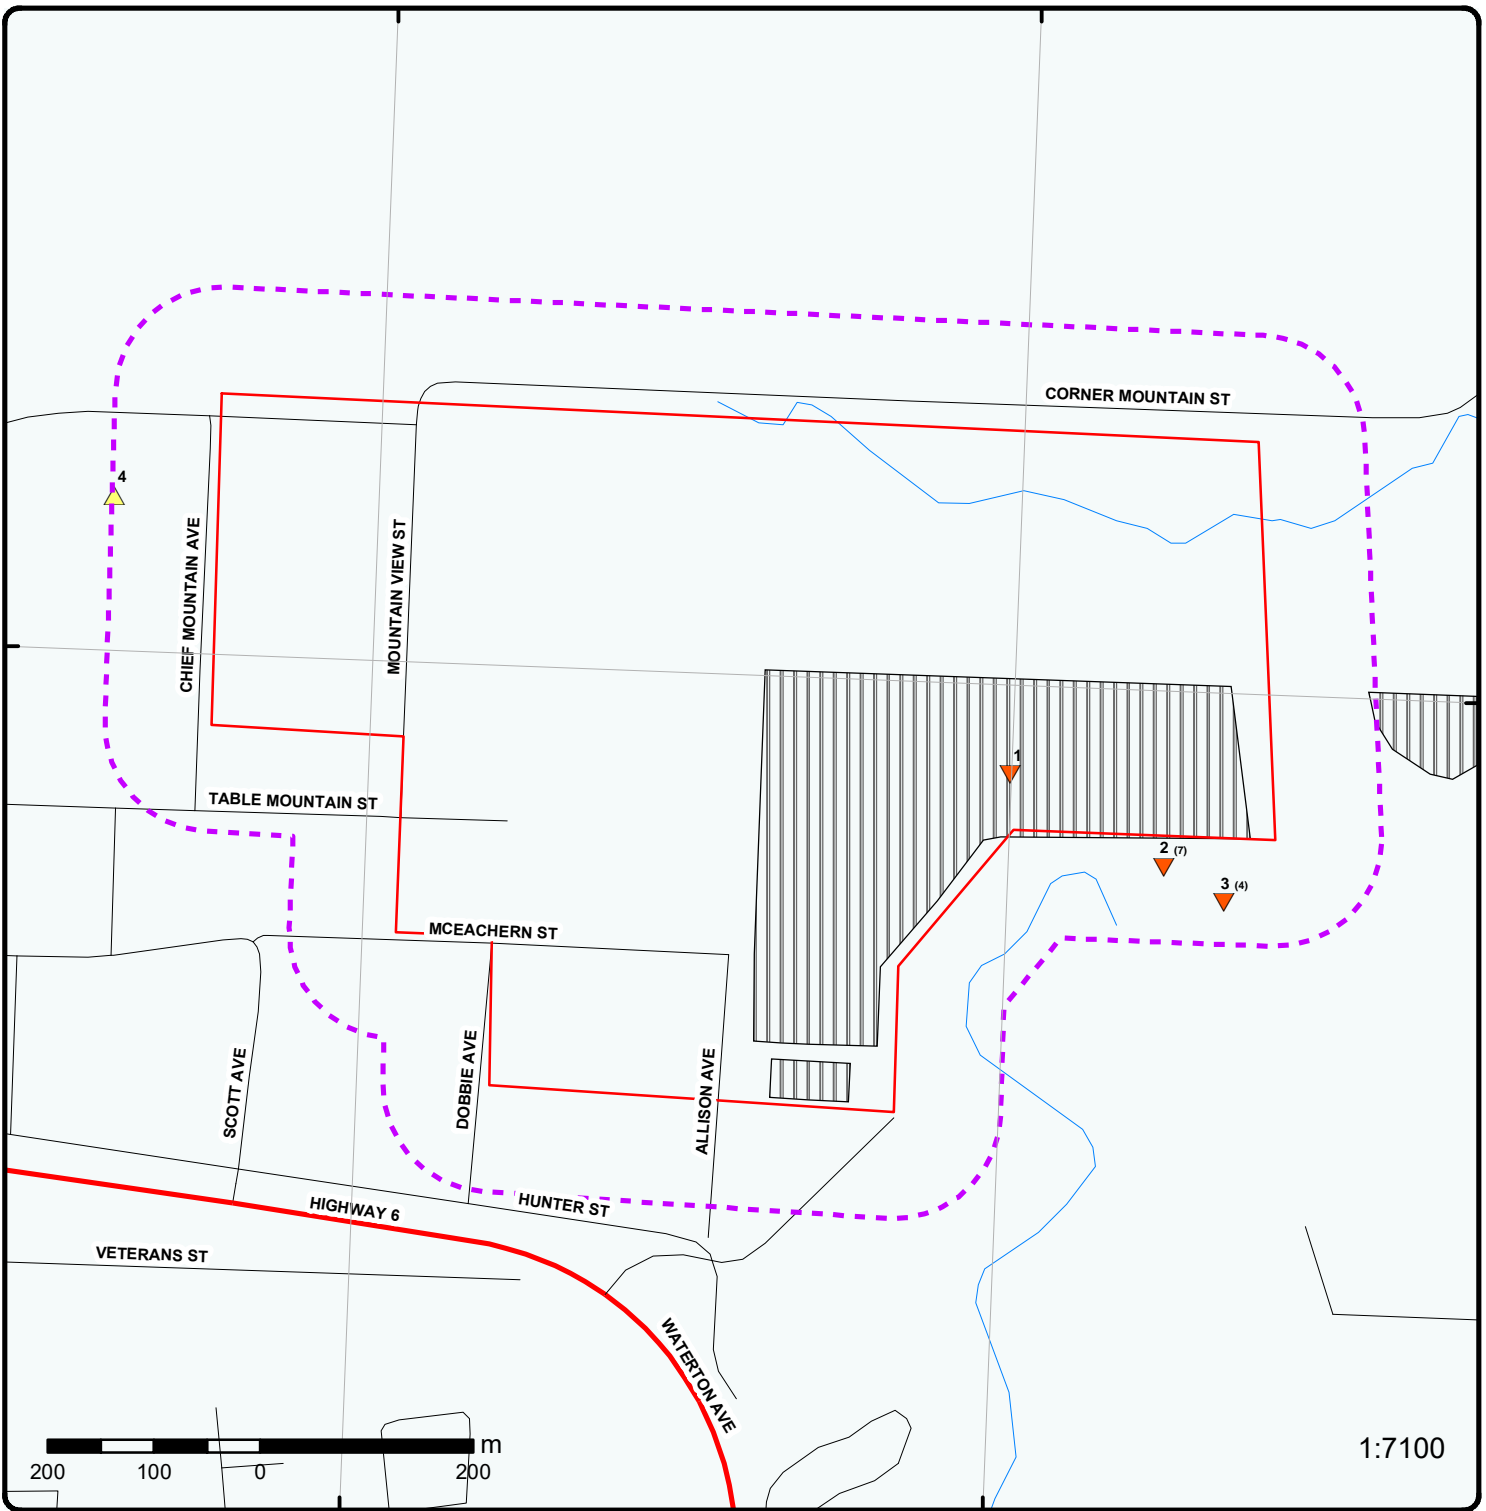 CORNER MOUNTAIN ST
4
CHIEF MOUNTAIN AVE
MOUNTAIN VIEW ST
1
TABLE MOUNTAIN ST
2 (7)
3 (4)
MCEACHERN ST
SCOTT AVE
DOBBIE AVE
ALLISON AVE
HIGHWAY 6
HUNTER ST
VETERANS ST
WATERTON AVE
m
200 100 0 200
1:7100